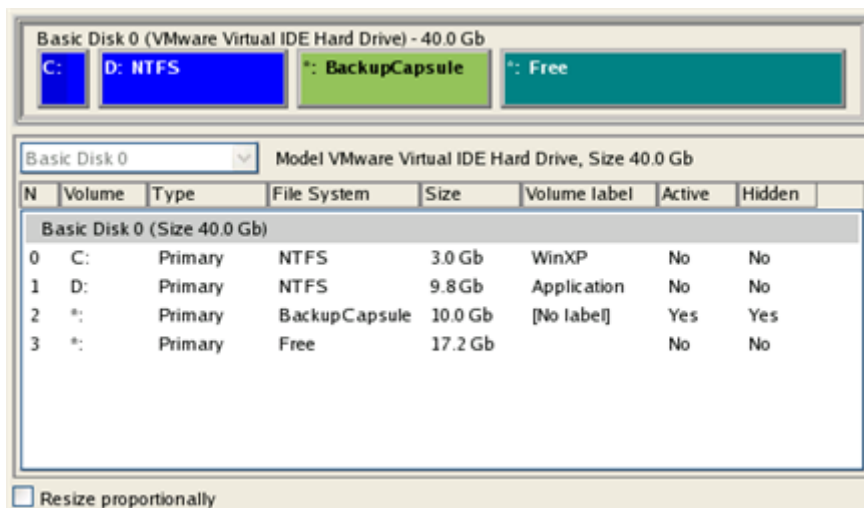 Basic Disk 0 (VMware Virtual IDE Hard Drive) - 40.0 Gb
C: D: NTFS *: BackupCapsule *: Free
Basic Disk 0 Model VMware Virtual IDE Hard Drive, Size 40.0 Gb
N Volume Type File System Size Volume label Active Hidden
Basic Disk 0 (Size 40.0 Gb)
0 C: Primary NTFS 3.0 Gb WinXP No No
1 D: Primary NTFS 9.8 Gb Application No No
2 *: Primary BackupCapsule 10.0 Gb [No label] Yes Yes
3 *: Primary Free 17.2 Gb No No
Resize proportionally